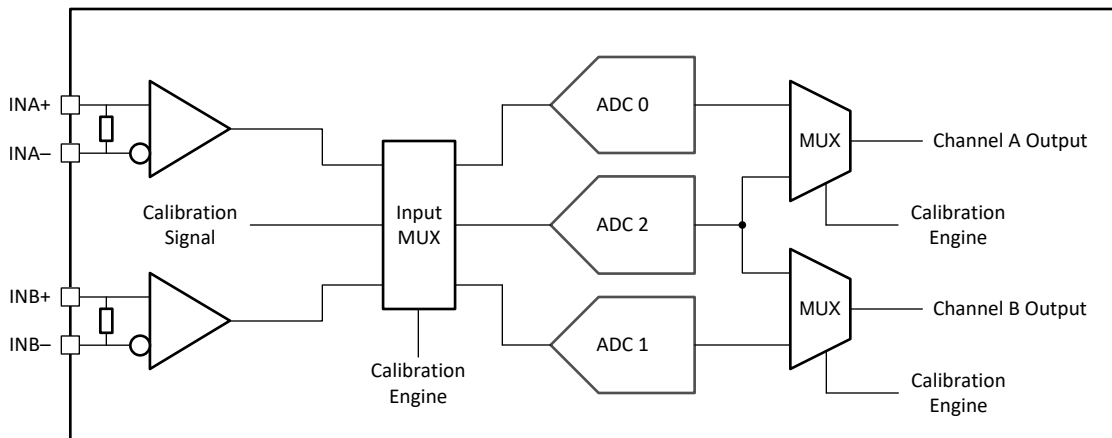 INA+
INA–
ADC 0
MUX
Channel A Output
Calibration
Signal
Input
MUX
ADC 2
Calibration
Engine
INB+
INB–
ADC 1
MUX
Channel B Output
Calibration
Engine
Calibration
Engine